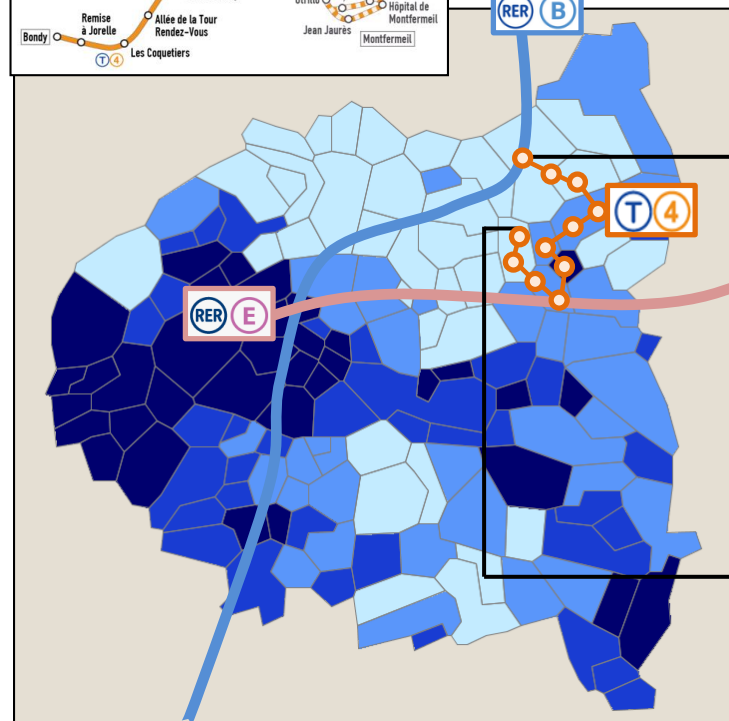 Bondy
Remise
à Jorelle
T 4
Les Coquetiers
Allée de la Tour
Rendez-Vous
Jean Jaurès
Hôpital de
Montfermeil
Montfermeil
RER B
T 4
RER E